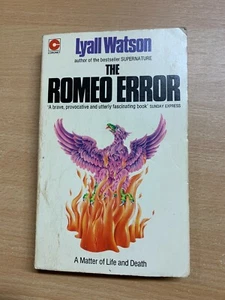 Lyall Watson
author of the bestseller SUPERNATURE
THE
ROMEO ERROR
'A brave, provocative and utterly fascinating book' SUNDAY EXPRESS
A Matter of Life and Death